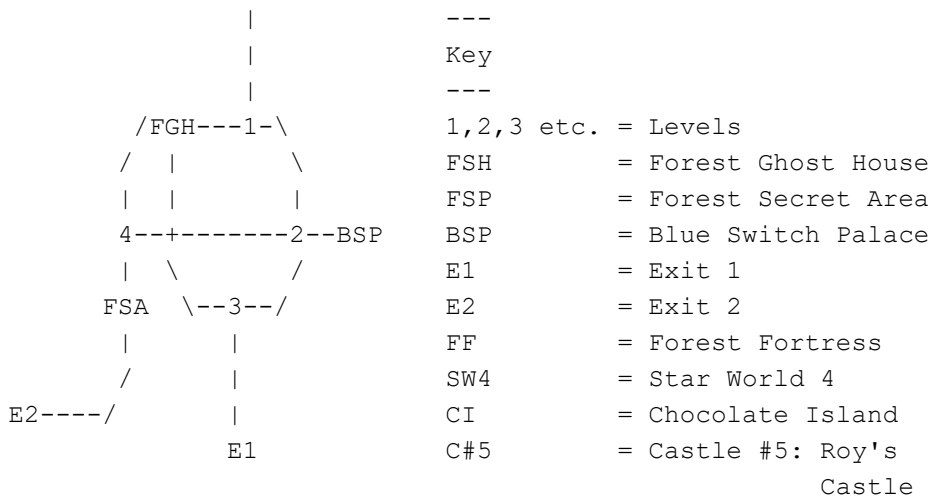 |             ---
                |             Key
                |             ---
         /FGH---1-\           1,2,3 etc. = Levels
        /  |       \          FSH        = Forest Ghost House
        |  |        |         FSP        = Forest Secret Area
        4--+-------2--BSP     BSP        = Blue Switch Palace
        |  \       /          E1         = Exit 1
       FSA  \--3--/           E2         = Exit 2
        |      |              FF         = Forest Fortress
        /      |              SW4        = Star World 4
E2----/        |              CI         = Chocolate Island
               E1             C#5        = Castle #5: Roy's
                                           Castle